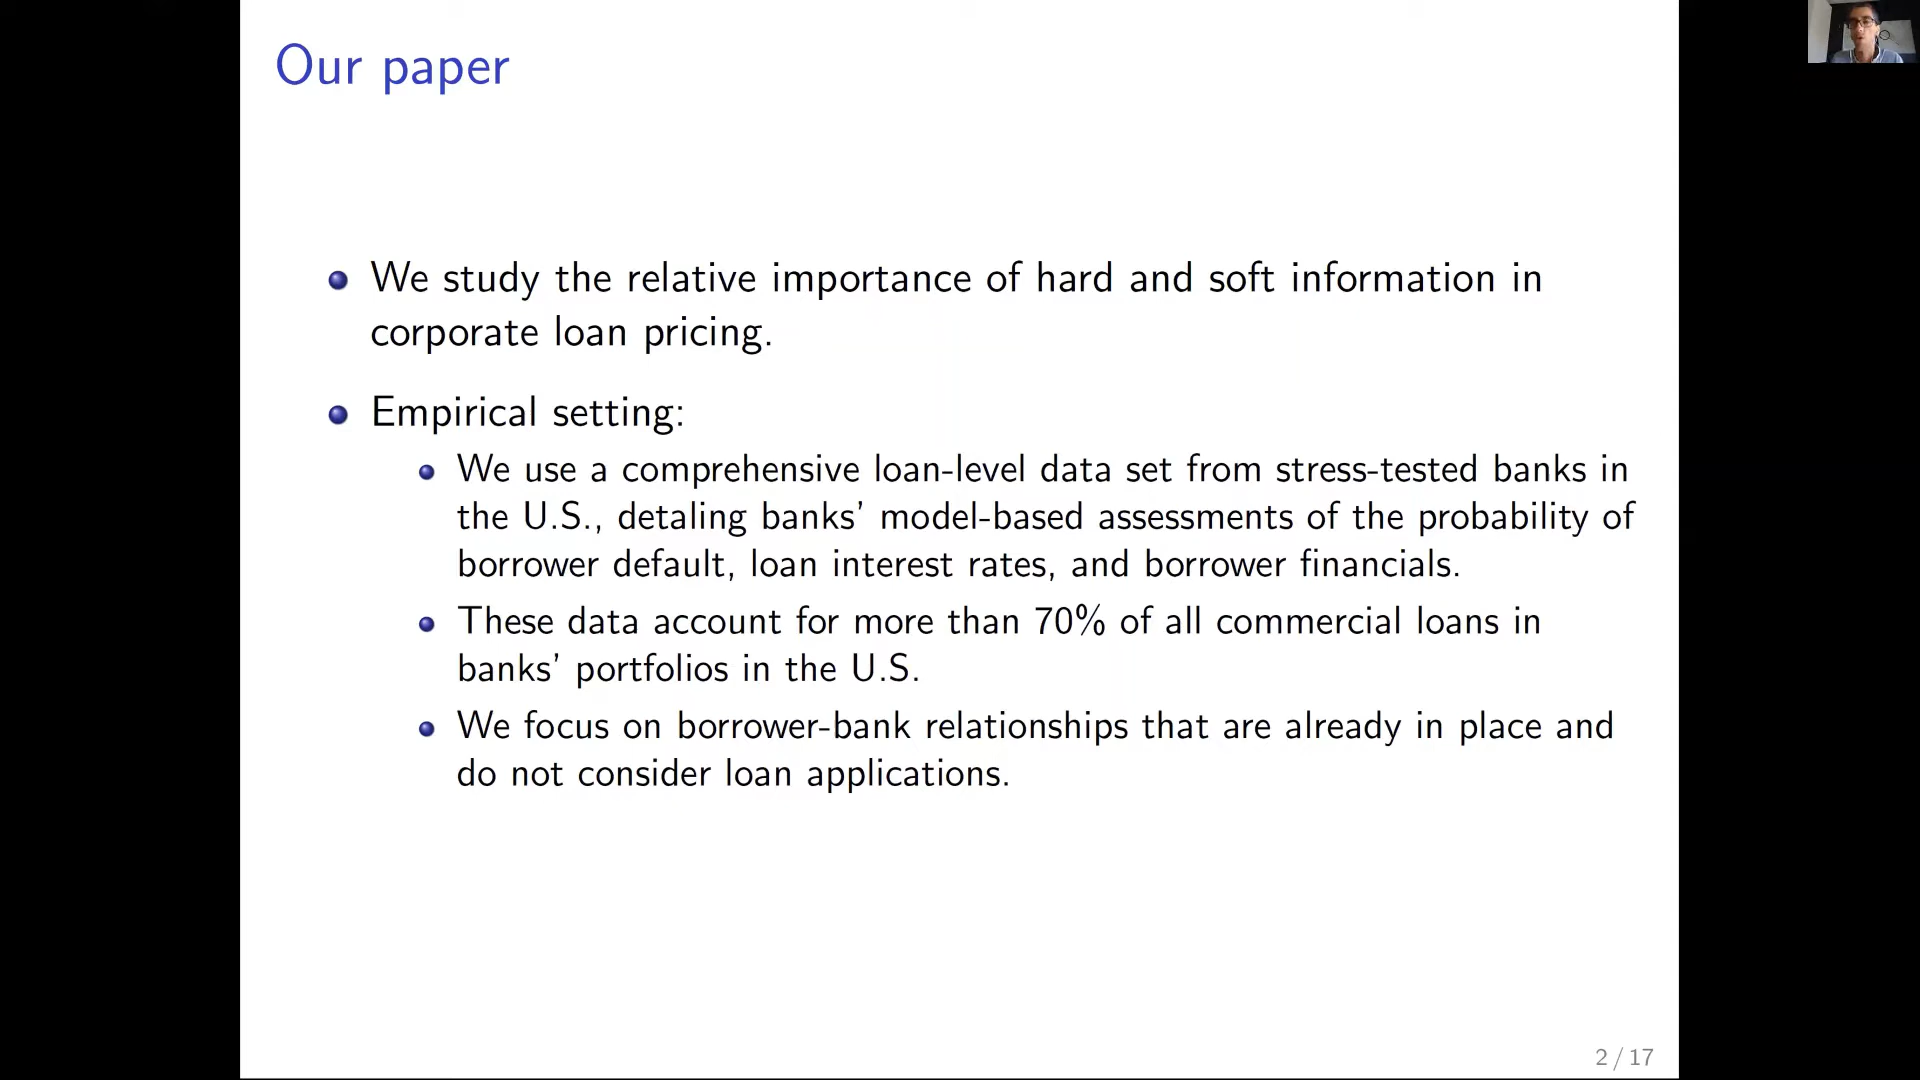 Our paper
We study the relative importance of hard and soft information in
corporate loan pricing.
Empirical setting:
We use a comprehensive loan-level data set from stress-tested banks in
the U.S., detaling banks' model-based assessments of the probability of
borrower default, loan interest rates, and borrower financials.
These data account for more than 70% of all commercial loans in
banks' portfolios in the U.S.
We focus on borrower-bank relationships that are already in place and
do not consider loan applications.
2 / 17